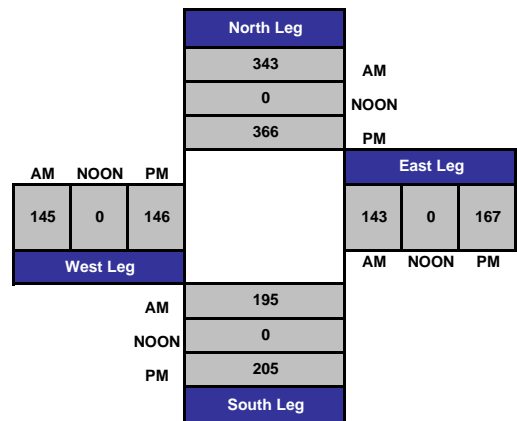 North Leg
343 AM
0 NOON
366 PM
AM NOON PM East Leg
145 0 146 143 0 167
West Leg AM NOON PM
AM 195
NOON 0
PM 205
South Leg